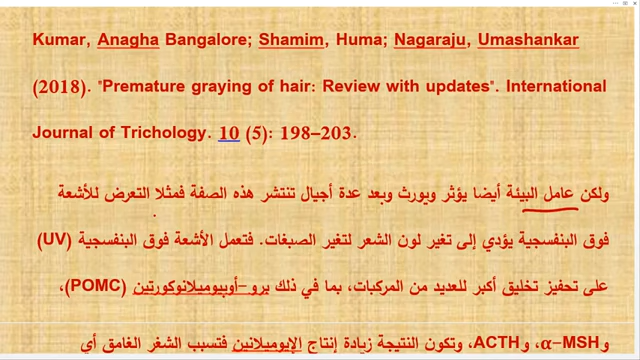 Kumar, Anagha Bangalore; Shamim, Huma; Nagaraju, Umashankar
(2018). "Premature graying of hair: Review with updates". International
Journal of Trichology. 10 (5): 198–203.
ولكن عامل البيئة أيضا يؤثر ويورث وبعد عدة أجيال تنتشر هذه الصفة فمثلا التعرض للأشعة
فوق البنفسجية يؤدي إلى تغير لون الشعر لتغير الصبغات. فتعمل الأشعة فوق البنفسجية (UV)
على تحفيز تخليق أكبر للعديد من المركبات، بما في ذلك برو-أوبيوميلانوكورتين (POMC)،
وα-MSH، وACTH، وتكون النتيجة زيادة إنتاج الإيوميلانين فتسبب الشعر الغامق أي